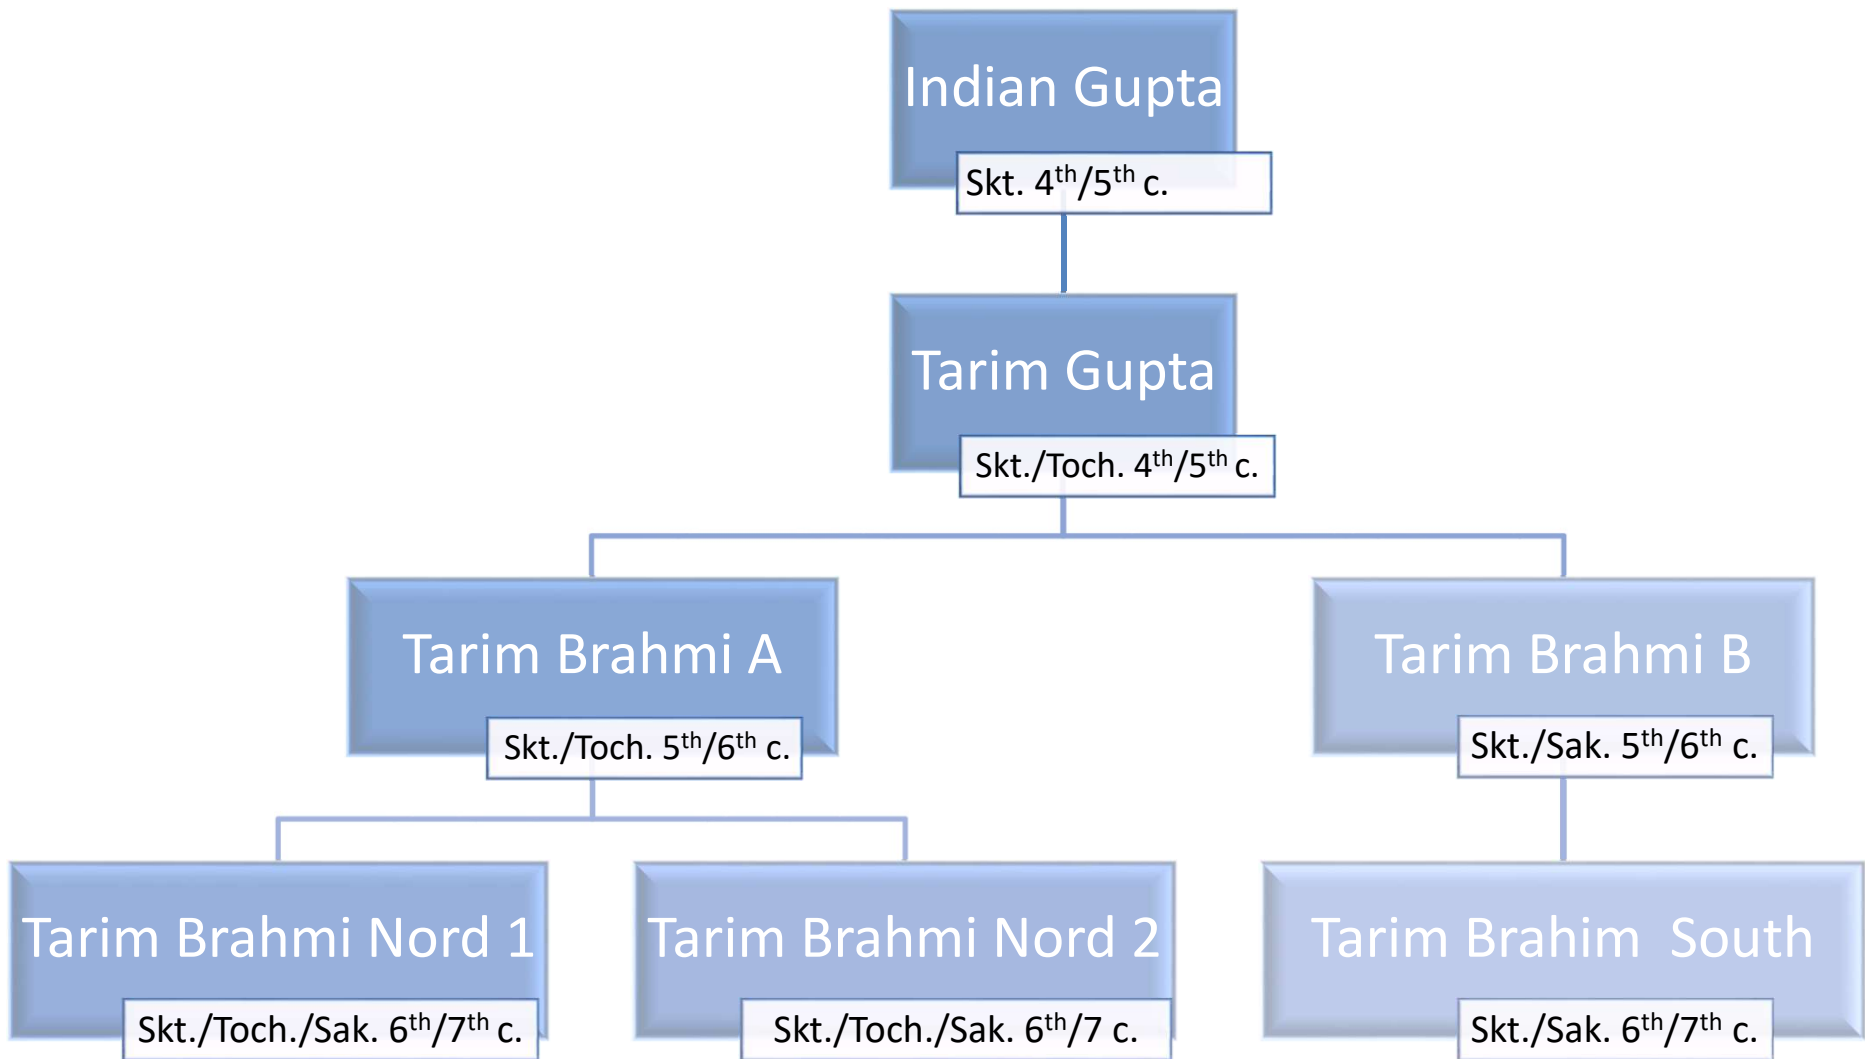 Indian Gupta
Skt. 4th/5th c.
Tarim Gupta
Skt./Toch. 4th/5th c.
Tarim Brahmi A
Skt./Toch. 5th/6th c.
Tarim Brahmi B
Skt./Sak. 5th/6th c.
Tarim Brahmi Nord 1
Skt./Toch./Sak. 6th/7th c.
Tarim Brahmi Nord 2
Skt./Toch./Sak. 6th/7 c.
Tarim Brahim South
Skt./Sak. 6th/7th c.